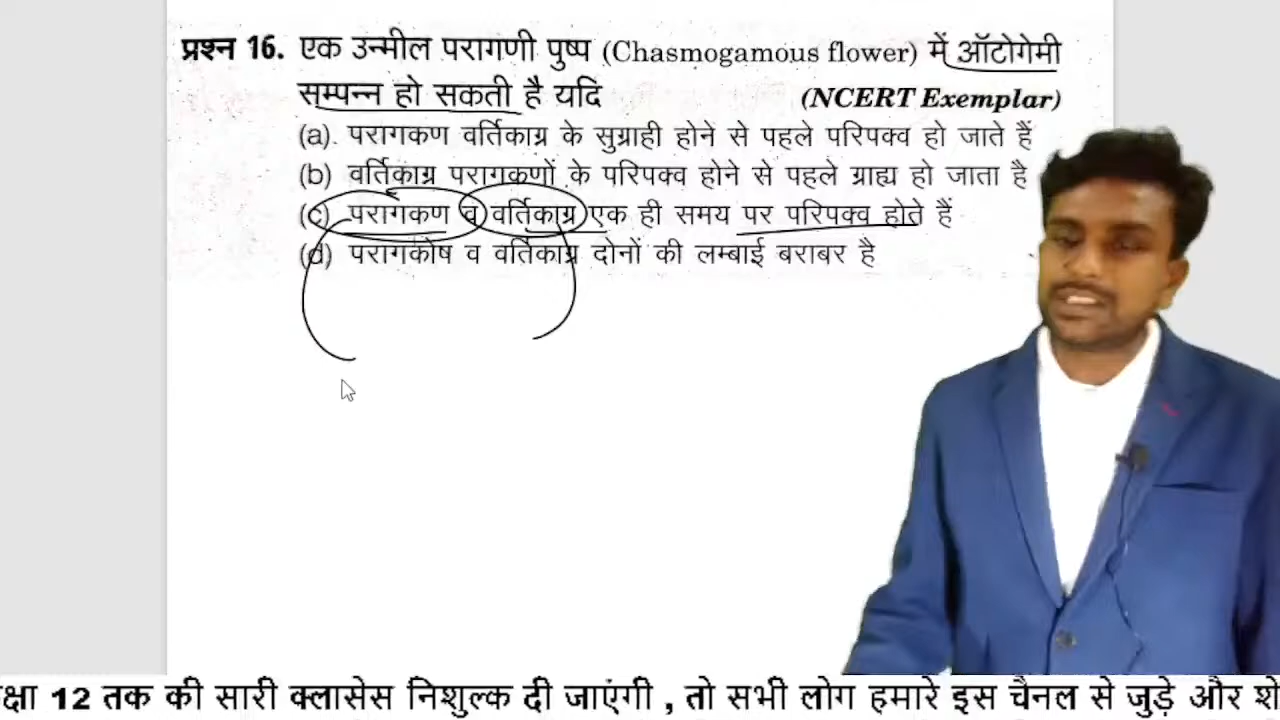 प्रश्न 16. एक उन्मील परागणी पुष्प (Chasmogamous flower) में ऑटोगेमी
सम्पन्न हो सकती है यदि (NCERT Exemplar)
(a). परागकण वर्तिकाग्र के सुग्राही होने से पहले परिपक्व हो जाते हैं
(b) वर्तिकाग्र परागकणों के परिपक्व होने से पहले ग्राह्य हो जाता है
(c) परागकण व वर्तिकाग्र एक ही समय पर परिपक्व होते हैं
(d) परागकोष व वर्तिकाग्र दोनों की लम्बाई बराबर है
क्षा 12 तक की सारी क्लासेस निशुल्क दी जाएंगी , तो सभी लोग हमारे इस चैनल से जुड़े और शे